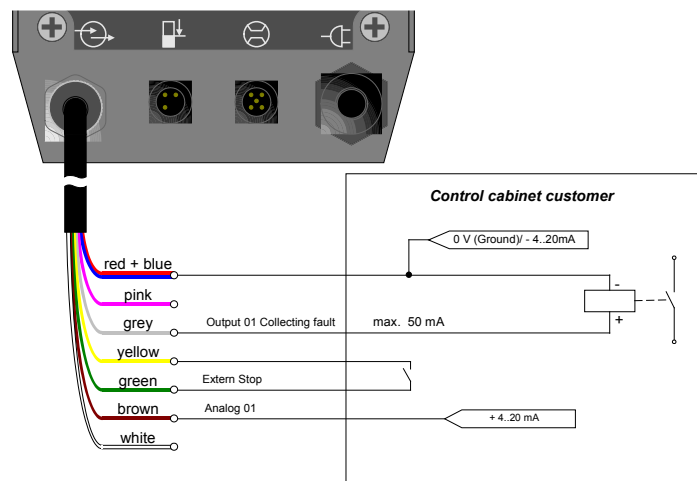 Control cabinet customer
0 V (Ground)/ - 4..20mA
red + blue
-
pink
+
grey Output 01 Collecting fault max. 50 mA
yellow
green Extern Stop
brown Analog 01 + 4..20 mA
white